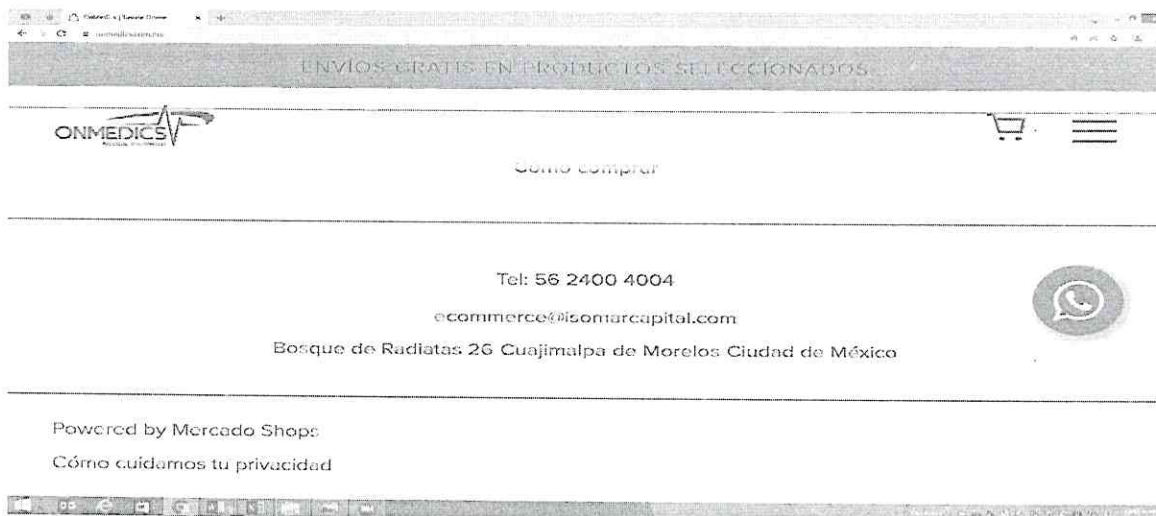 ENVÍOS GRATIS EN PRODUCTOS SELECCIONADOS
ONMEDICS
Cómo comprar
Tel: 56 2400 4004
ecommerce@isomarcapital.com
Bosque de Radiatas 26 Cuajimalpa de Morelos Ciudad de México
Powered by Mercado Shops
Cómo cuidamos tu privacidad